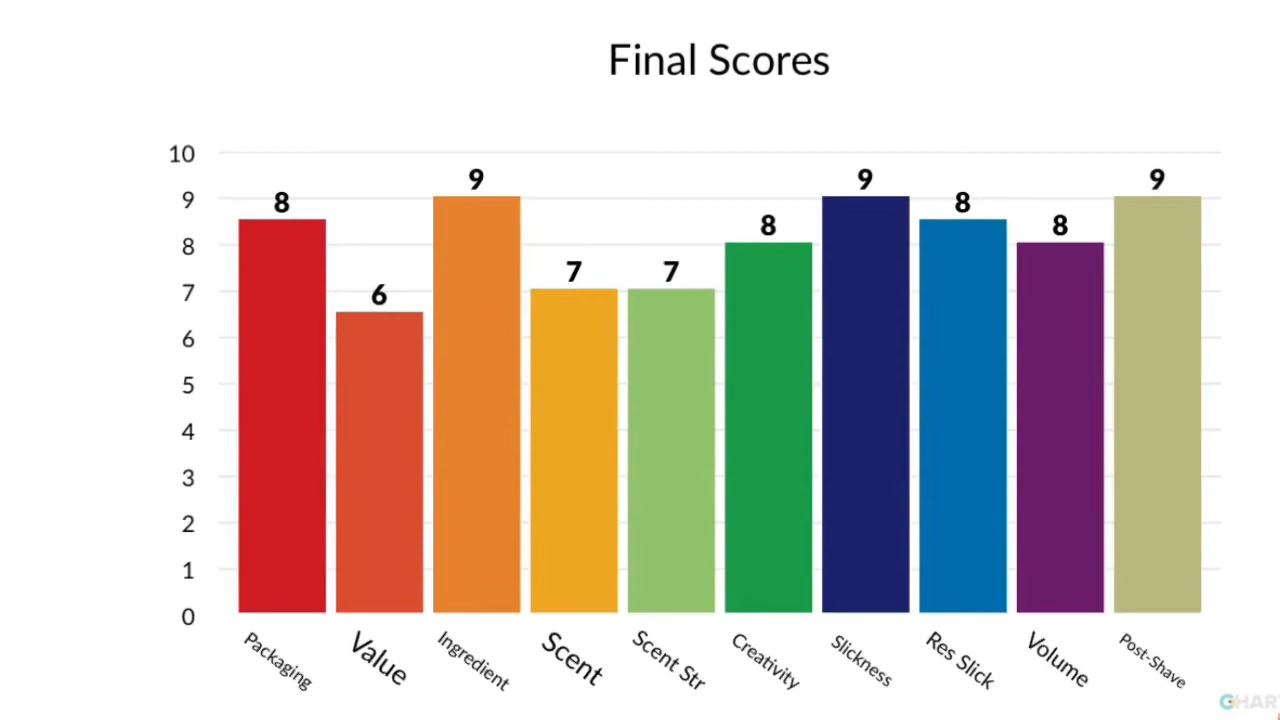 Final Scores
10
9
8
7
6
5
4
3
2
1
0
8
6
9
7
7
8
9
8
8
9
Packaging
Value
Ingredient
Scent
Scent Str
Creativity
Slickness
Res Slick
Volume
Post-Shave